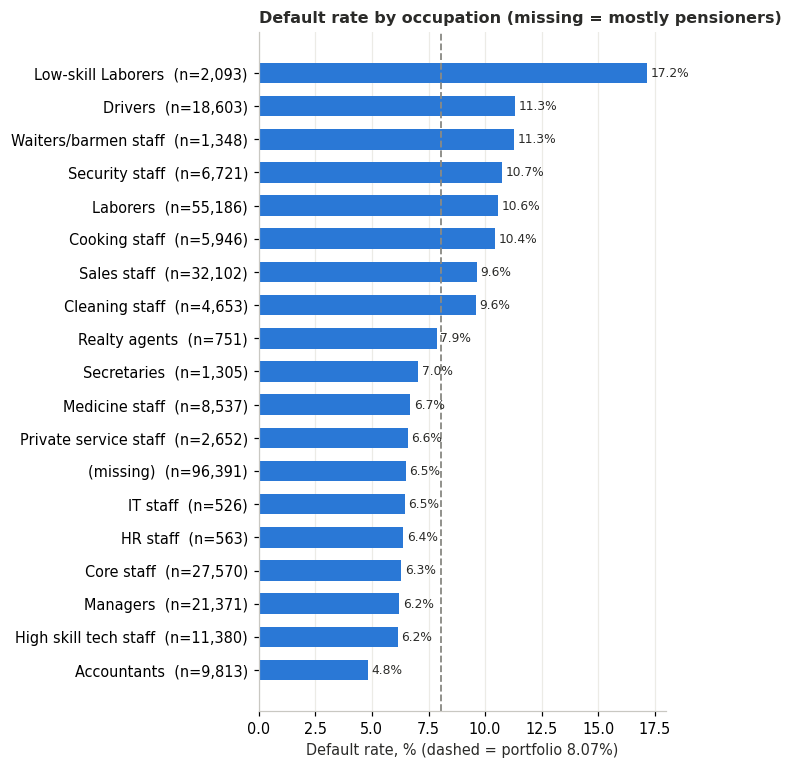 Default rate by occupation (missing = mostly pensioners)
Low-skill Laborers  (n=2,093) 17.2%
Drivers  (n=18,603) 11.3%
Waiters/barmen staff  (n=1,348) 11.3%
Security staff  (n=6,721) 10.7%
Laborers  (n=55,186) 10.6%
Cooking staff  (n=5,946) 10.4%
Sales staff  (n=32,102) 9.6%
Cleaning staff  (n=4,653) 9.6%
Realty agents  (n=751) 7.9%
Secretaries  (n=1,305) 7.0%
Medicine staff  (n=8,537) 6.7%
Private service staff  (n=2,652) 6.6%
(missing)  (n=96,391) 6.5%
IT staff  (n=526) 6.5%
HR staff  (n=563) 6.4%
Core staff  (n=27,570) 6.3%
Managers  (n=21,371) 6.2%
High skill tech staff  (n=11,380) 6.2%
Accountants  (n=9,813) 4.8%
0.0 2.5 5.0 7.5 10.0 12.5 15.0 17.5
Default rate, % (dashed = portfolio 8.07%)